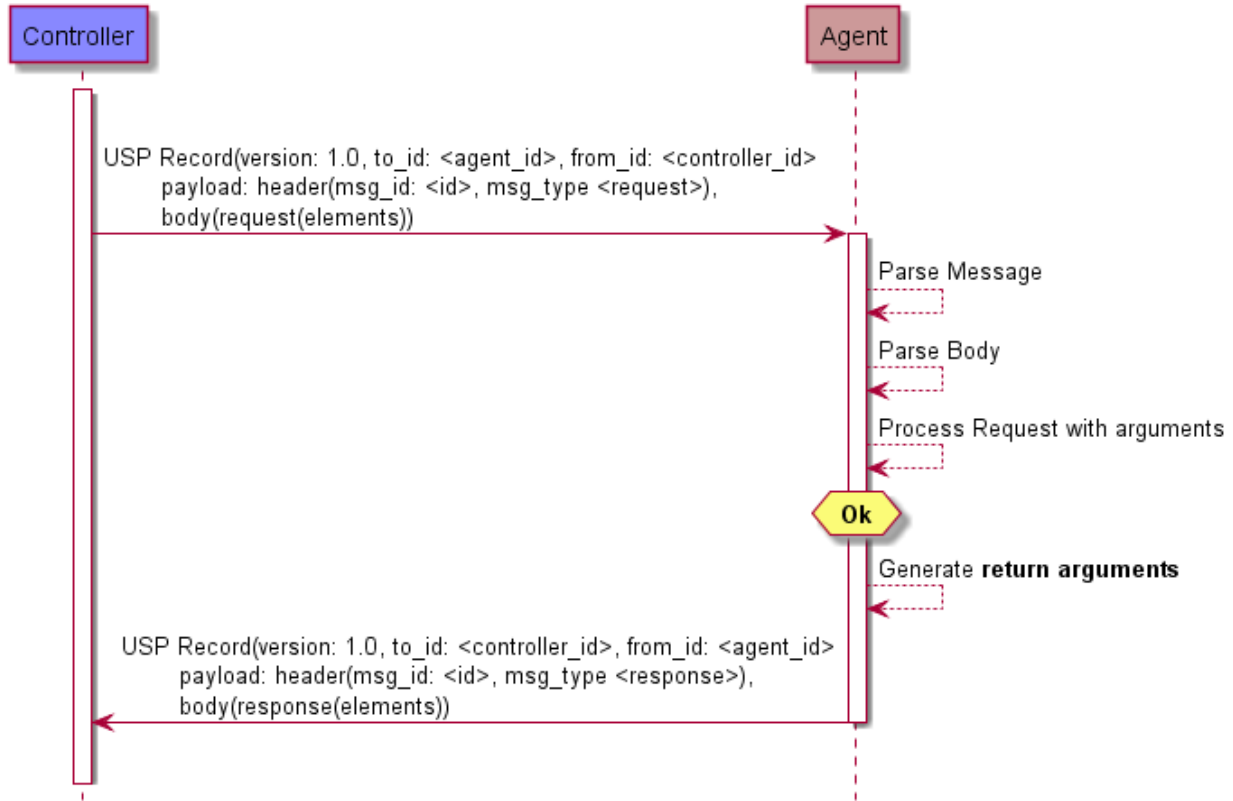 Controller
Agent
USP Record(version: 1.0, to_id: <agent_id>, from_id: <controller_id>
payload: header(msg_id: <id>, msg_type <request>),
body(request(elements))
Parse Message
Parse Body
Process Request with arguments
Ok
Generate return arguments
USP Record(version: 1.0, to_id: <controller_id>, from_id: <agent_id>
payload: header(msg_id: <id>, msg_type <response>),
body(response(elements))